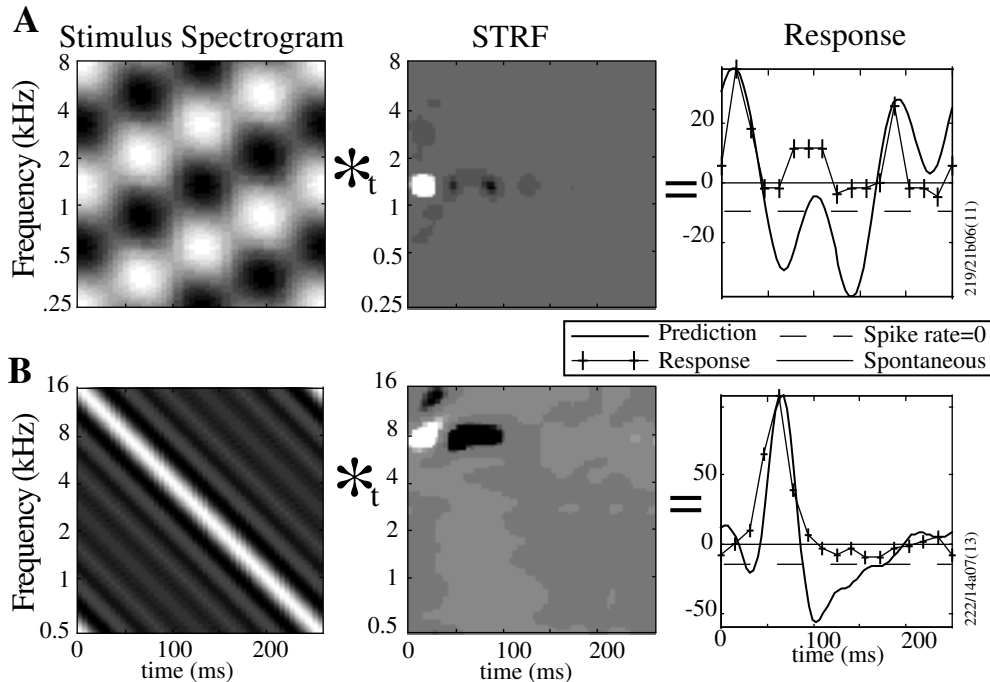 A
Stimulus Spectrogram
STRF
Response
Frequency (kHz)
8
4
2
1
.5
.25
*t
8
4
2
1
0.5
0.25
=
20
0
-20
219/21b06(11)
Prediction
Spike rate=0
Response
Spontaneous
B
Frequency (kHz)
16
8
4
2
1
0.5
0
100
200
time (ms)
*t
16
8
4
2
1
0.5
0
100
200
time (ms)
=
50
0
-50
0
100
200
time (ms)
222/14a07(13)